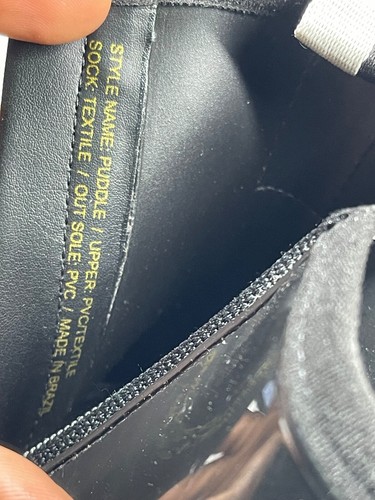 STYLE NAME: PUDDLE / UPPER: PVC/TEXTILE
SOCK: TEXTILE / OUT SOLE: PVC / MADE IN BRAZIL